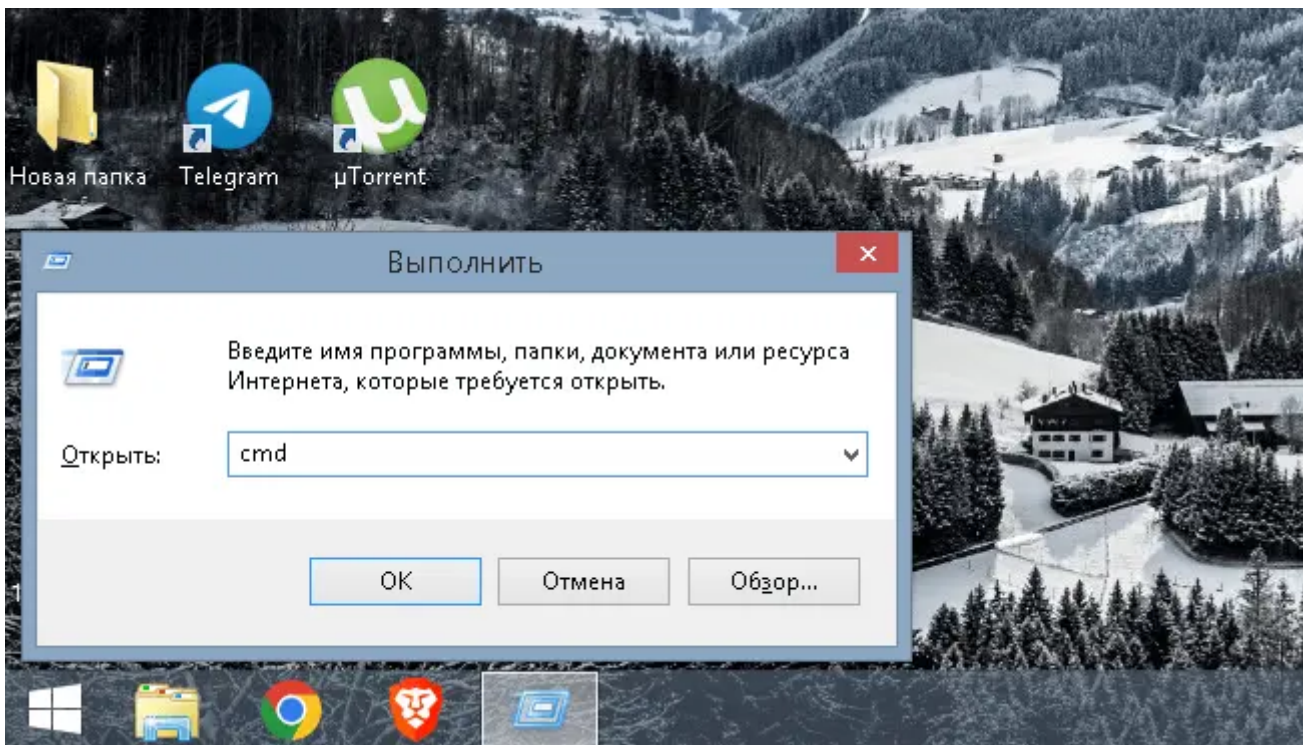 Новая папка
Telegram
µTorrent
Выполнить
Введите имя программы, папки, документа или ресурса
Интернета, которые требуется открыть.
Открыть:
cmd
ОК
Отмена
Обзор...